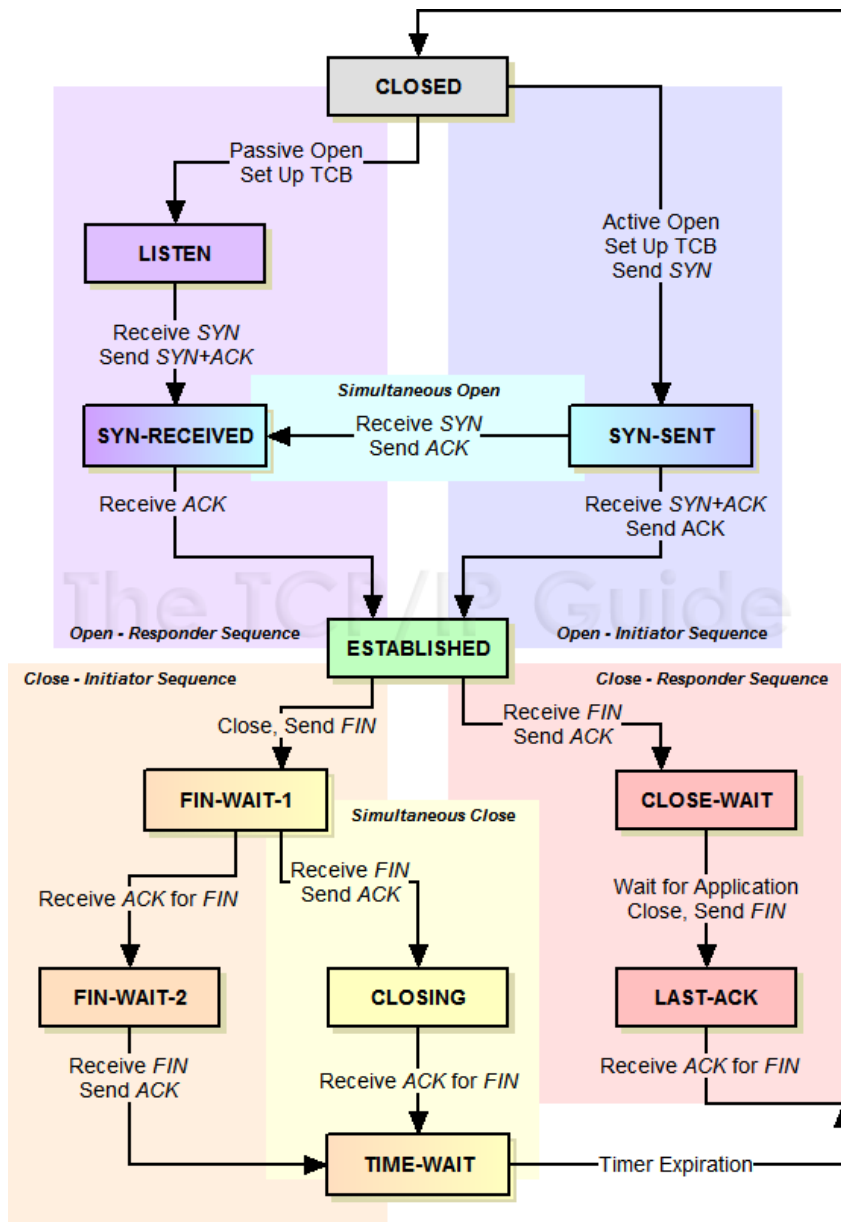 CLOSED
Passive Open
Set Up TCB
Active Open
Set Up TCB
Send SYN
LISTEN
Receive SYN
Send SYN+ACK
Simultaneous Open
SYN-RECEIVED
Receive SYN
Send ACK
SYN-SENT
Receive ACK
Receive SYN+ACK
Send ACK
The TCP/IP Guide
Open - Responder Sequence
Open - Initiator Sequence
ESTABLISHED
Close - Initiator Sequence
Close - Responder Sequence
Close, Send FIN
Receive FIN
Send ACK
FIN-WAIT-1
CLOSE-WAIT
Simultaneous Close
Receive ACK for FIN
Receive FIN
Send ACK
Wait for Application
Close, Send FIN
FIN-WAIT-2
CLOSING
LAST-ACK
Receive FIN
Send ACK
Receive ACK for FIN
Receive ACK for FIN
TIME-WAIT
Timer Expiration